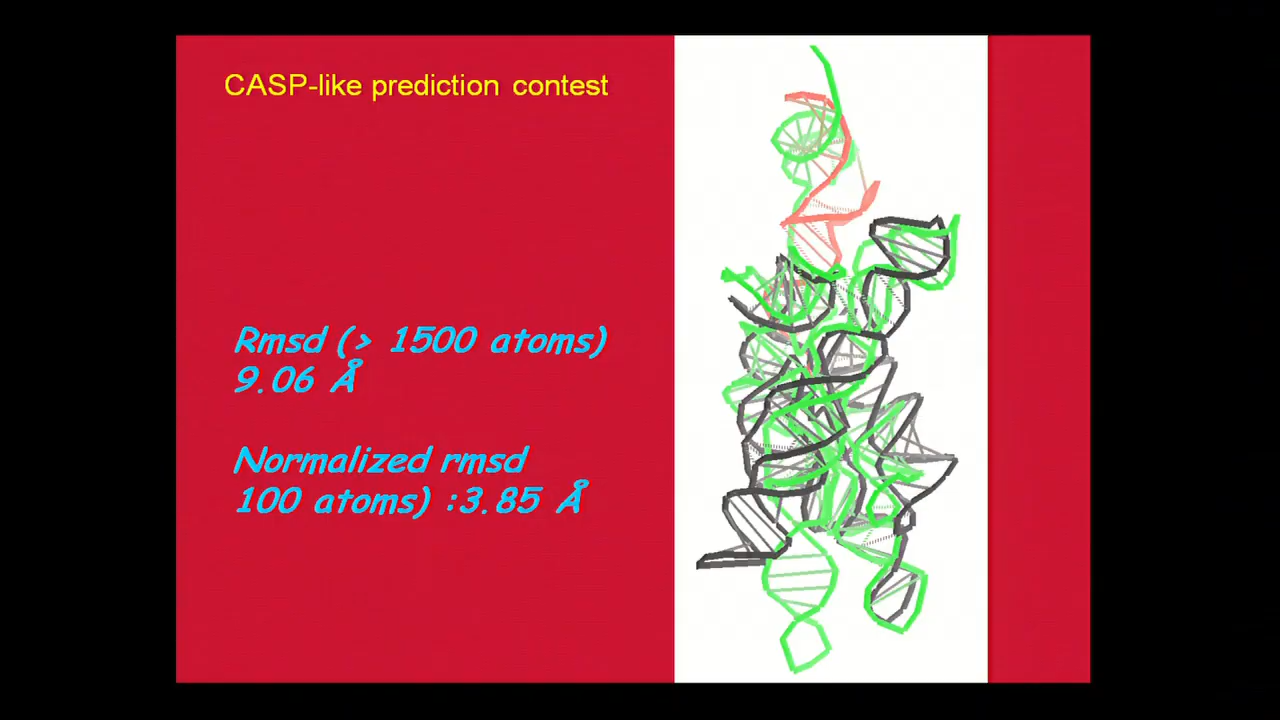 CASP-like prediction contest
Rmsd (> 1500 atoms)
9.06 Å
Normalized rmsd
100 atoms) :3.85 Å